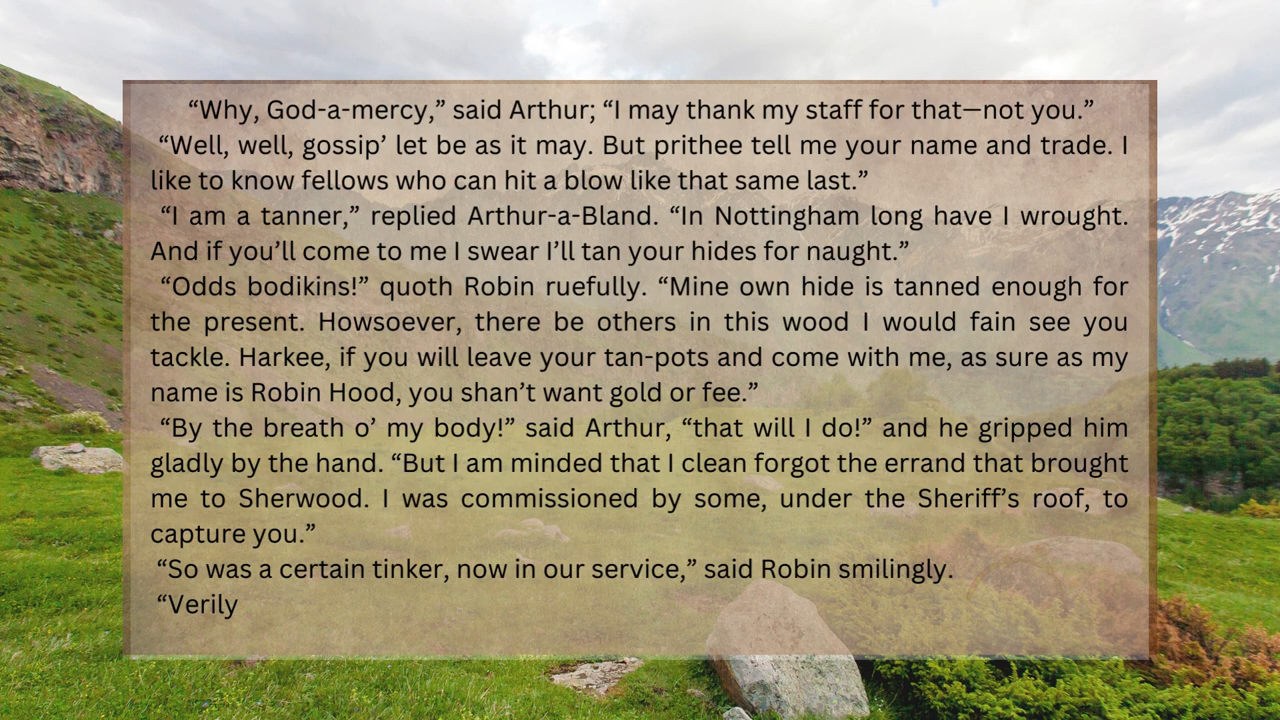 “Why, God-a-mercy,” said Arthur; “I may thank my staff for that—not you.”
“Well, well, gossip’ let be as it may. But prithee tell me your name and trade. I
like to know fellows who can hit a blow like that same last.”
“I am a tanner,” replied Arthur-a-Bland. “In Nottingham long have I wrought.
And if you’ll come to me I swear I’ll tan your hides for naught.”
“Odds bodikins!” quoth Robin ruefully. “Mine own hide is tanned enough for
the present. Howsoever, there be others in this wood I would fain see you
tackle. Harkee, if you will leave your tan-pots and come with me, as sure as my
name is Robin Hood, you shan’t want gold or fee.”
“By the breath o’ my body!” said Arthur, “that will I do!” and he gripped him
gladly by the hand. “But I am minded that I clean forgot the errand that brought
me to Sherwood. I was commissioned by some, under the Sheriff’s roof, to
capture you.”
“So was a certain tinker, now in our service,” said Robin smilingly.
“Verily